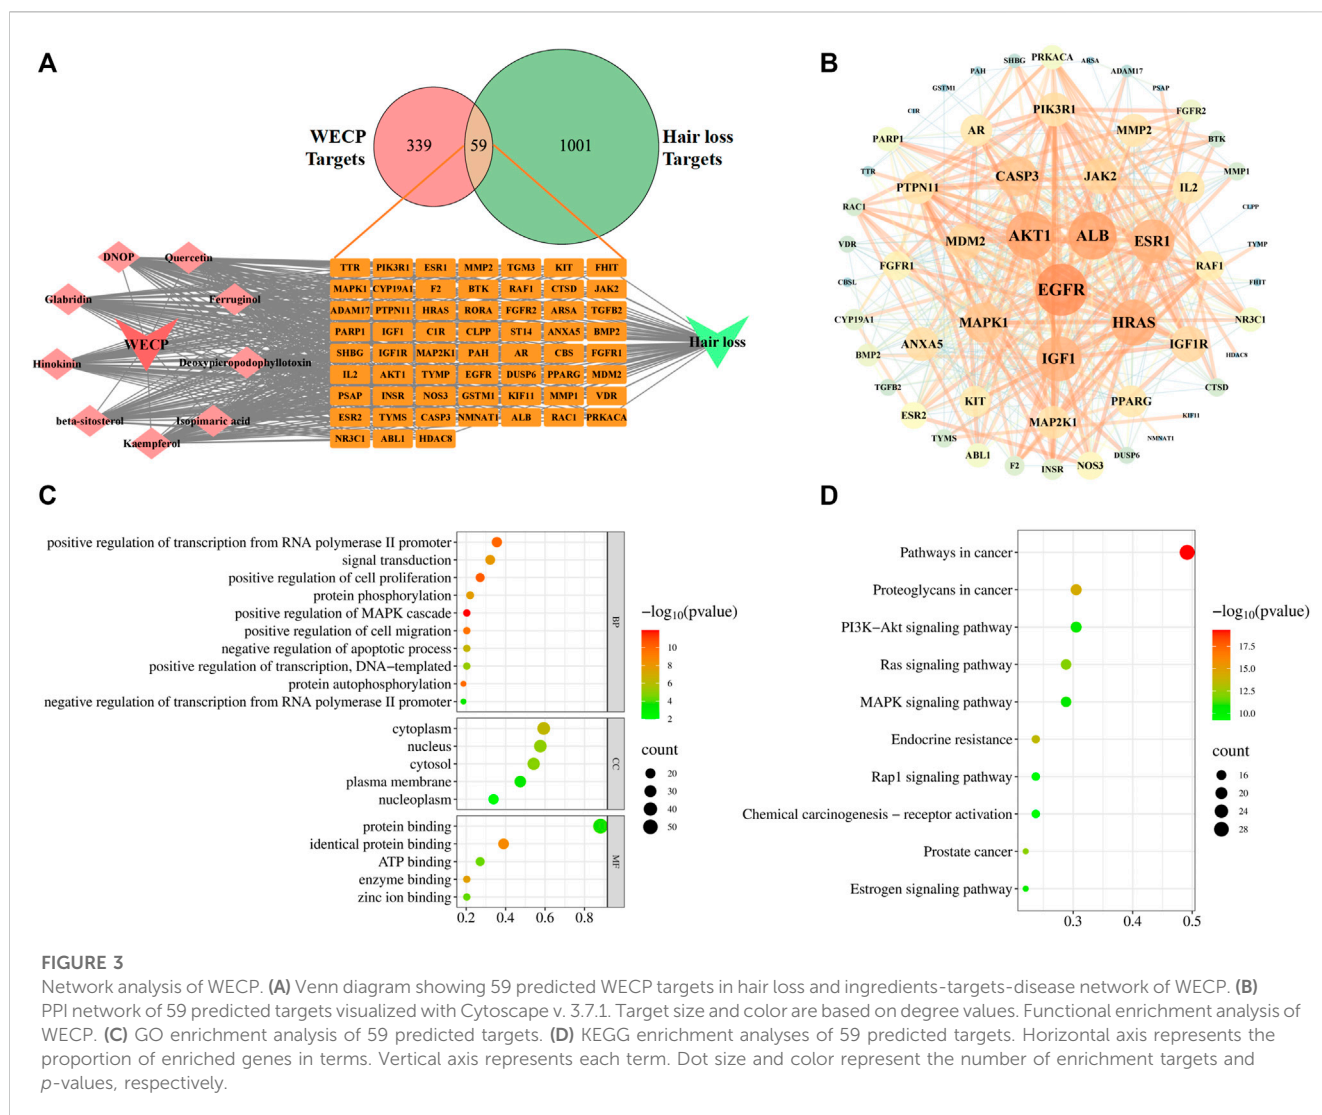 A
WECP
Targets
339
59
1001
Hair loss
Targets
DNOP
Quercetin
Glabridin
Ferruginol
WECP
Hinokinin
Deoxypicropodophyllotoxin
beta-sitosterol
Isopimaric acid
Kaempferol
TTR PIK3R1 ESR1 MMP2 TGM3 KIT FHIT
MAPK1 CYP19A1 F2 BTK RAF1 CTSD JAK2
ADAM17 PTPN11 HRAS RORA FGFR2 ARSA TGFB2
PARP1 IGF1 C1R CLPP ST14 ANXA5 BMP2
SHBG IGF1R MAP2K1 PAH AR CBS FGFR1
IL2 AKT1 TYMP EGFR DUSP6 PPARG MDM2
PSAP INSR NOS3 GSTM1 KIF11 MMP1 VDR
ESR2 TYMS CASP3 NMNAT1 ALB RAC1 PRKACA
NR3C1 ABL1 HDAC8
Hair loss
B
PRKACA
SHBG
ARSA
ADAM17
PAH
GSTM1
PSAP
PIK3R1
FGFR2
AR
MMP2
PARP1
BTK
TTR
CASP3
JAK2
MMP1
PTPN11
IL2
RAC1
CLPP
AKT1
ALB
ESR1
VDR
MDM2
TYMP
FGFR1
RAF1
CBSL
EGFR
FHIT
CYP19A1
MAPK1
HRAS
NR3C1
ANXA5
IGF1R
BMP2
IGF1
HDAC8
TGFB2
CTSD
KIT
PPARG
ESR2
MAP2K1
KIF11
TYMS
NMNAT1
ABL1
F2
INSR
NOS3
DUSP6
C
positive regulation of transcription from RNA polymerase II promoter
signal transduction
positive regulation of cell proliferation
protein phosphorylation
positive regulation of MAPK cascade
positive regulation of cell migration
negative regulation of apoptotic process
positive regulation of transcription, DNA−templated
protein autophosphorylation
negative regulation of transcription from RNA polymerase II promoter
BP
cytoplasm
nucleus
cytosol
plasma membrane
nucleoplasm
CC
protein binding
identical protein binding
ATP binding
enzyme binding
zinc ion binding
MF
0.2 0.4 0.6 0.8
−log10(pvalue)
10
8
6
4
2
count
20
30
40
50
D
Pathways in cancer
Proteoglycans in cancer
PI3K−Akt signaling pathway
Ras signaling pathway
MAPK signaling pathway
Endocrine resistance
Rap1 signaling pathway
Chemical carcinogenesis − receptor activation
Prostate cancer
Estrogen signaling pathway
0.3 0.4 0.5
−log10(pvalue)
17.5
15.0
12.5
10.0
count
16
20
24
28
FIGURE 3
Network analysis of WECP. (A) Venn diagram showing 59 predicted WECP targets in hair loss and ingredients-targets-disease network of WECP. (B)
PPI network of 59 predicted targets visualized with Cytoscape v. 3.7.1. Target size and color are based on degree values. Functional enrichment analysis of
WECP. (C) GO enrichment analysis of 59 predicted targets. (D) KEGG enrichment analyses of 59 predicted targets. Horizontal axis represents the
proportion of enriched genes in terms. Vertical axis represents each term. Dot size and color represent the number of enrichment targets and
p-values, respectively.